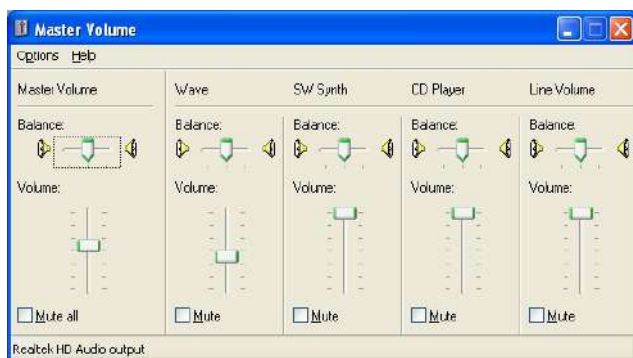 Master Volume
Options Help
Master Volume
Balance:
Volume:
Mute all
Wave
Balance:
Volume:
Mute
SW Synth
Balance:
Volume:
Mute
CD Player
Balance:
Volume:
Mute
Line Volume
Balance:
Volume:
Mute
Realtek HD Audio output